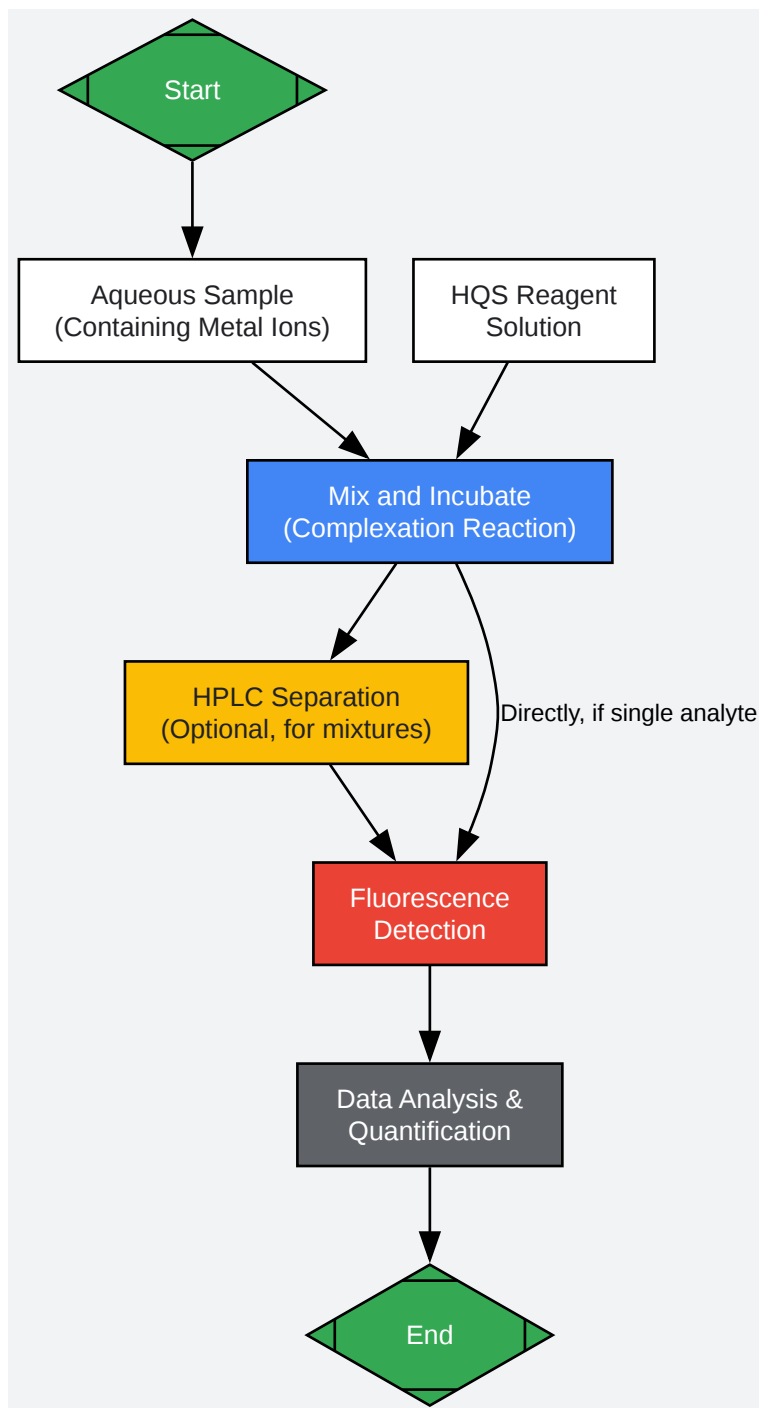 Start
Aqueous Sample
(Containing Metal Ions)
HQS Reagent
Solution
Mix and Incubate
(Complexation Reaction)
HPLC Separation
(Optional, for mixtures)
Directly, if single analyte
Fluorescence
Detection
Data Analysis &
Quantification
End